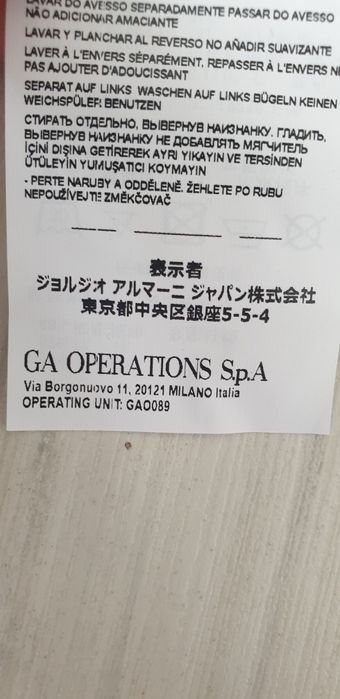 LAVAR DO AVESSO SEPARADAMENTE PASSAR DO AVESSO
NÃO ADICIONAR AMACIANTE
LAVAR Y PLANCHAR AL REVERSO NO AÑADIR SUAVIZANTE
LAVER À L'ENVERS SÉPARÉMENT, REPASSER À L'ENVERS NE
PAS AJOUTER D'ADOUCISSANT
SEPARAT AUF LINKS WASCHEN AUF LINKS BÜGELN KEINEN
WEICHSPÜLER BENUTZEN
СТИРАТЬ ОТДЕЛЬНО, ВЫВЕРНУВ НАИЗНАНКУ. ГЛАДИТЬ,
ВЫВЕРНУВ НАИЗНАНКУ НЕ ДОБАВЛЯТЬ МЯГЧИТЕЛЬ
İÇİNİ DIŞINA GETİREREK AYRI YIKAYIN VE TERSİNDEN
ÜTÜLEYİN YUMUŞATICI KOYMAYIN
- PERTE NARUBY A ODDĚLENĚ. ŽEHLETE PO RUBU
NEPOUŽÍVEJTE ZMĚKČOVAČ
表示者
ジョルジオ アルマーニ ジャパン株式会社
東京都中央区銀座5-5-4
GA OPERATIONS S.p.A
Via Borgonuovo 11, 20121 MILANO Italia
OPERATING UNIT: GAO089